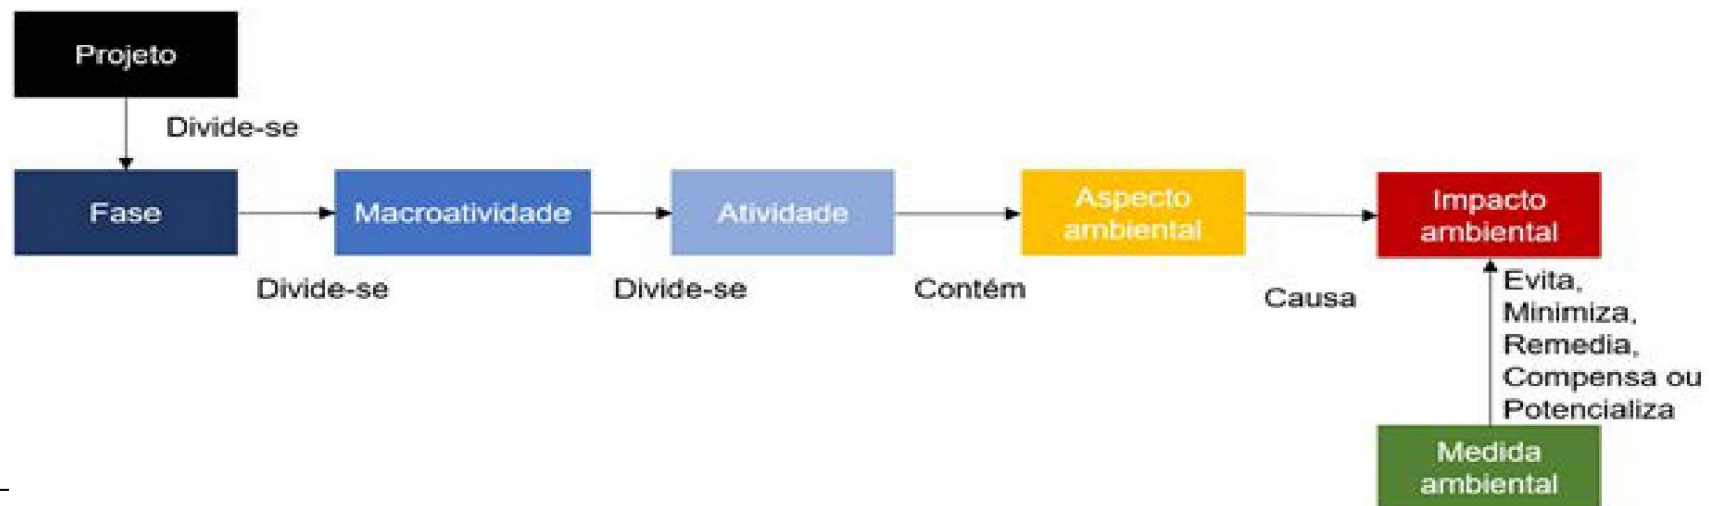 Projeto
Divide-se
Fase
Macroatividade
Atividade
Aspecto
ambiental
Impacto
ambiental
Divide-se
Divide-se
Contém
Causa
Evita,
Minimiza,
Remedia,
Compensa ou
Potencializa
Medida
ambiental